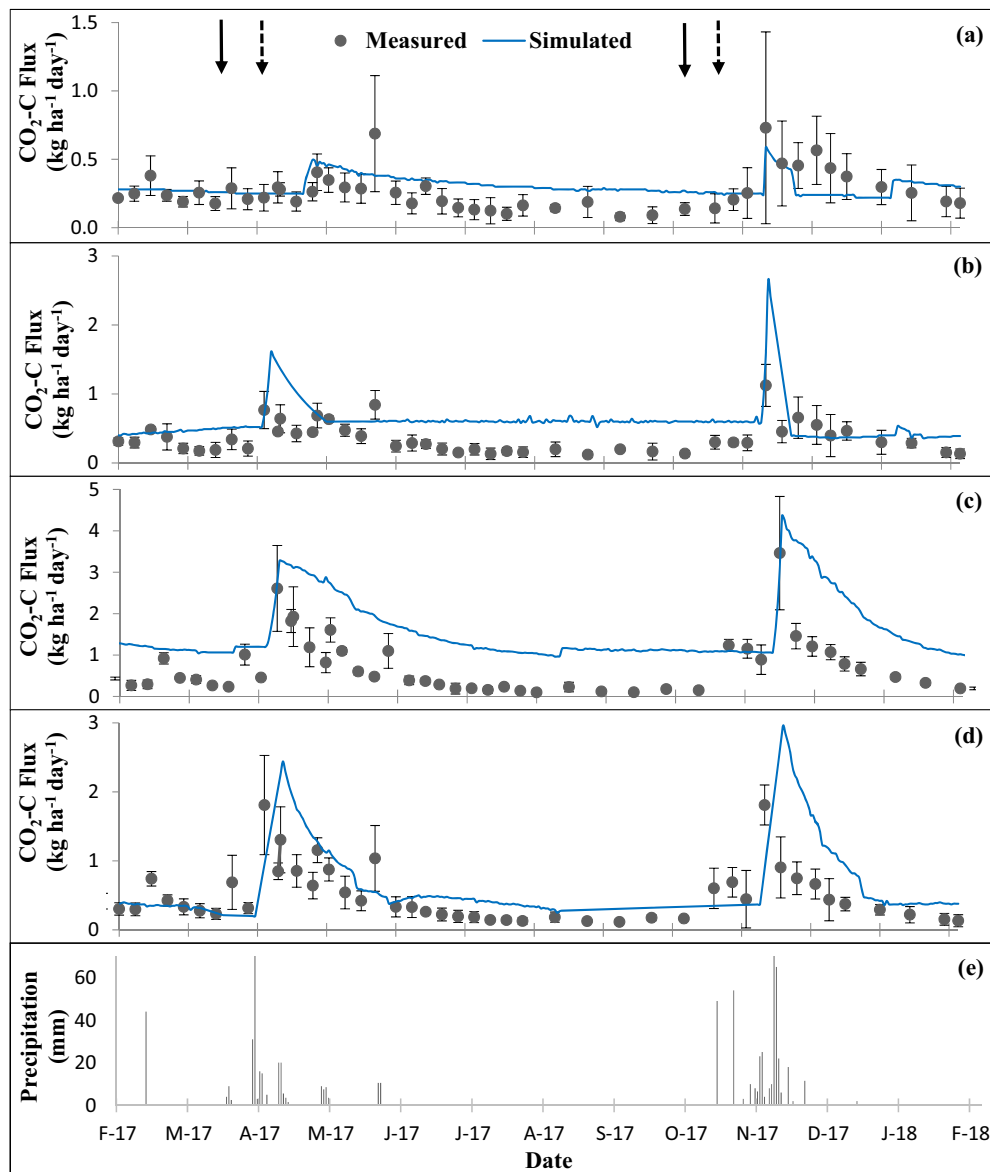 1.5
1.0
0.5
0.0
CO₂-C Flux
(kg ha⁻¹ day⁻¹)
Measured
Simulated
(a)
3
2
1
0
CO₂-C Flux
(kg ha⁻¹ day⁻¹)
(b)
5
4
3
2
1
0
CO₂-C Flux
(kg ha⁻¹ day⁻¹)
(c)
3
2
1
0
CO₂-C Flux
(kg ha⁻¹ day⁻¹)
(d)
60
40
20
0
Precipitation
(mm)
(e)
F-17 M-17 A-17 M-17 J-17 J-17 A-17 S-17 O-17 N-17 D-17 J-18 F-18
Date